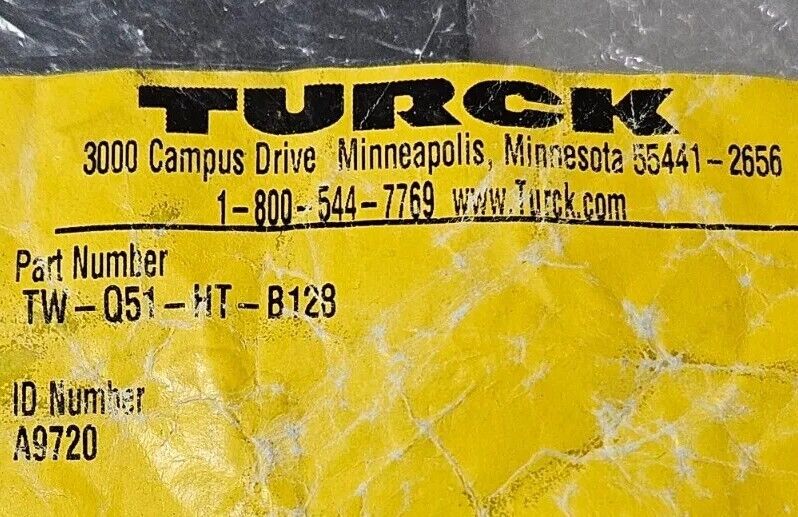 TURCK
3000 Campus Drive Minneapolis, Minnesota 55441-2656
1-800-544-7769 www.Turck.com
Part Number
TW-Q51-HT-B128
ID Number
A9720